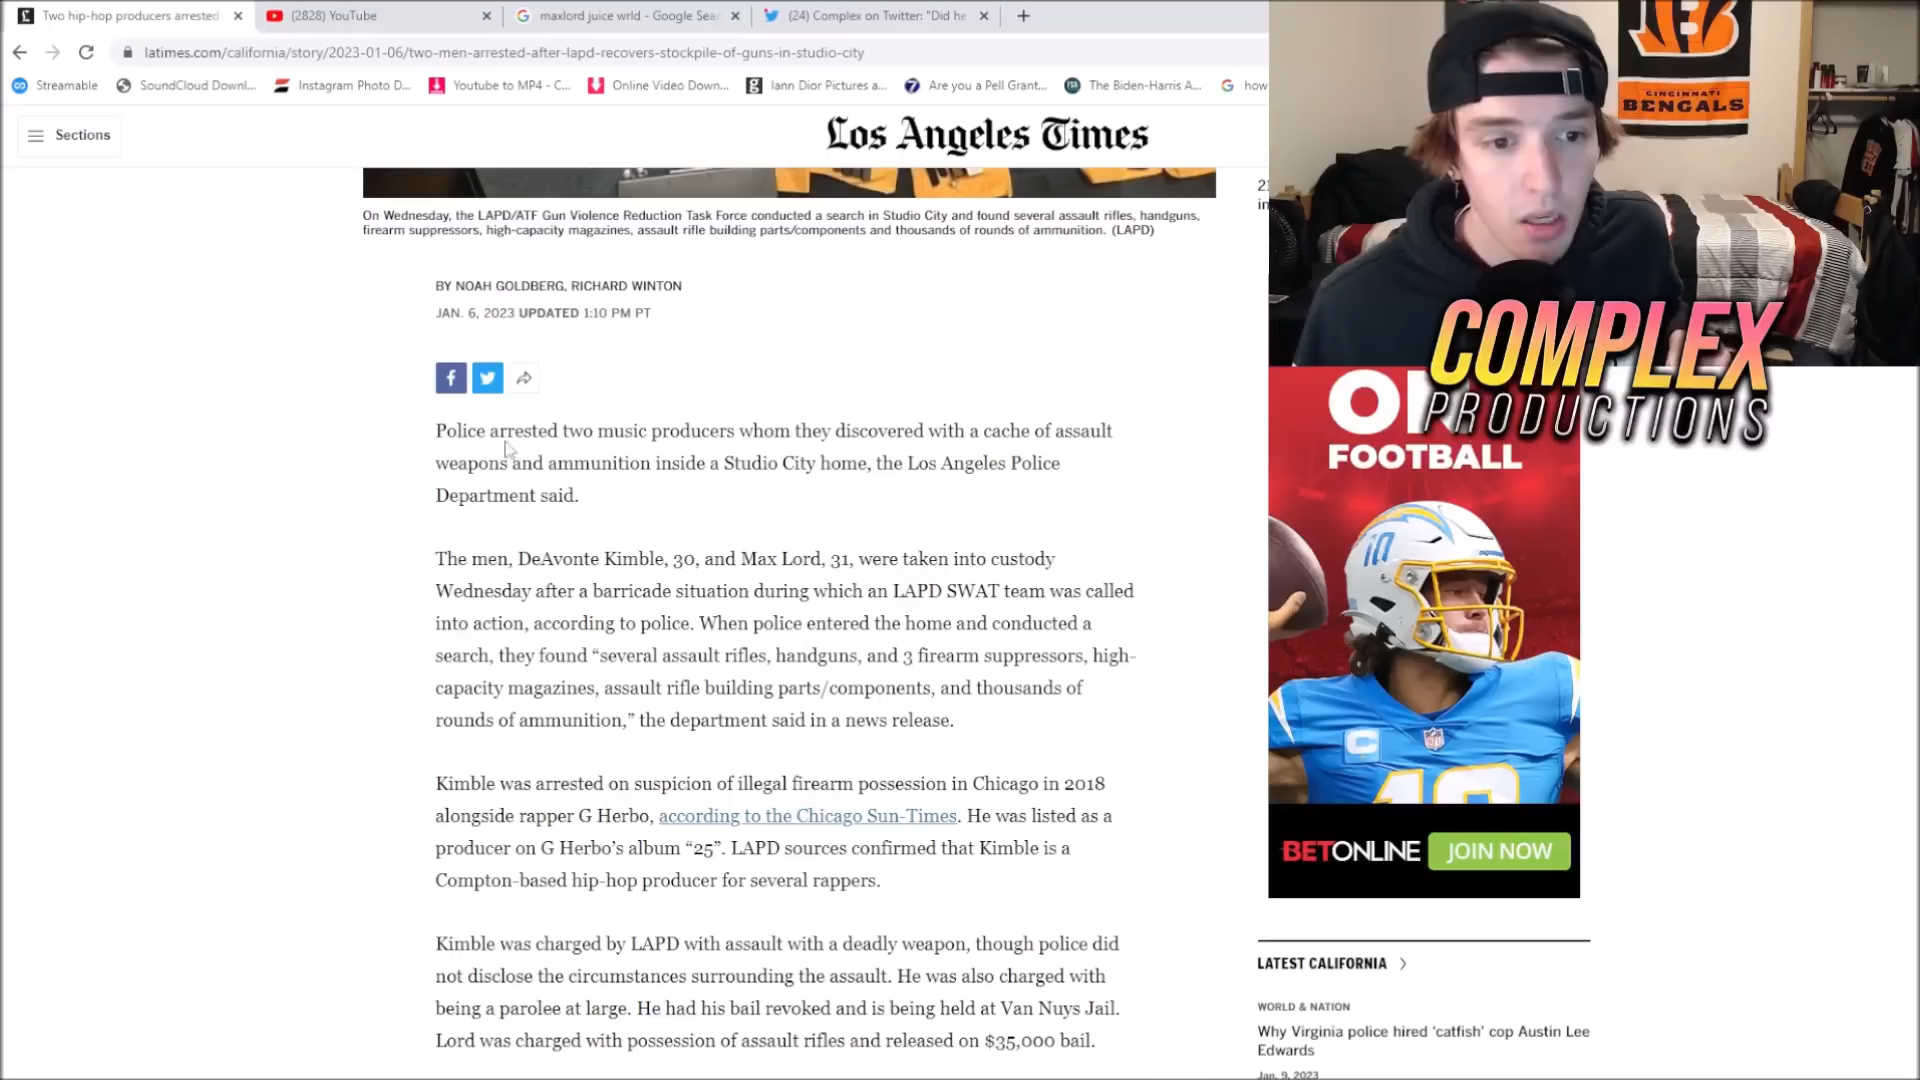 Two hip-hop producers arrested
(2828) YouTube
maxlord juice wrld - Google Sear
(24) Complex on Twitter: "Did he
latimes.com/california/story/2023-01-06/two-men-arrested-after-lapd-recovers-stockpile-of-guns-in-studio-city
Streamable
SoundCloud Downl...
Instagram Photo D...
Youtube to MP4 - C...
Online Video Down...
Iann Dior Pictures a...
Are you a Pell Grant...
The Biden-Harris A...
how
Sections
Los Angeles Times
On Wednesday, the LAPD/ATF Gun Violence Reduction Task Force conducted a search in Studio City and found several assault rifles, handguns,
firearm suppressors, high-capacity magazines, assault rifle building parts/components and thousands of rounds of ammunition. (LAPD)
BY NOAH GOLDBERG, RICHARD WINTON
JAN. 6, 2023 UPDATED 1:10 PM PT
Police arrested two music producers whom they discovered with a cache of assault
weapons and ammunition inside a Studio City home, the Los Angeles Police
Department said.
The men, DeAvonte Kimble, 30, and Max Lord, 31, were taken into custody
Wednesday after a barricade situation during which an LAPD SWAT team was called
into action, according to police. When police entered the home and conducted a
search, they found “several assault rifles, handguns, and 3 firearm suppressors, high-
capacity magazines, assault rifle building parts/components, and thousands of
rounds of ammunition,” the department said in a news release.
Kimble was arrested on suspicion of illegal firearm possession in Chicago in 2018
alongside rapper G Herbo, according to the Chicago Sun-Times. He was listed as a
producer on G Herbo’s album “25”. LAPD sources confirmed that Kimble is a
Compton-based hip-hop producer for several rappers.
Kimble was charged by LAPD with assault with a deadly weapon, though police did
not disclose the circumstances surrounding the assault. He was also charged with
being a parolee at large. He had his bail revoked and is being held at Van Nuys Jail.
Lord was charged with possession of assault rifles and released on $35,000 bail.
CINCINNATI
BENGALS
COMPLEX
PRODUCTIONS
FOOTBALL
10
C
NFL
10
BETONLINE
JOIN NOW
LATEST CALIFORNIA
WORLD & NATION
Why Virginia police hired ‘catfish’ cop Austin Lee
Edwards
Jan. 9, 2023